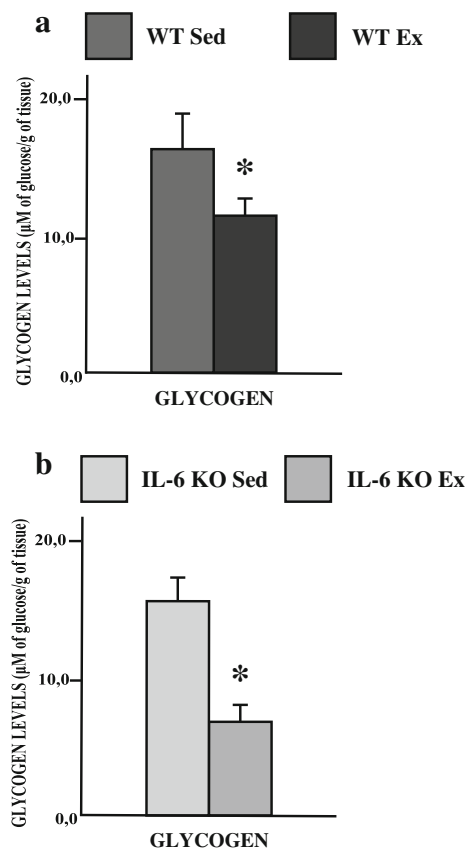 a WT Sed WT Ex
GLYCOGEN LEVELS (µM of glucose/g of tissue)
20,0
*
10,0
0,0
GLYCOGEN
b IL-6 KO Sed IL-6 KO Ex
GLYCOGEN LEVELS (µM of glucose/g of tissue)
20,0
10,0
*
0,0
GLYCOGEN